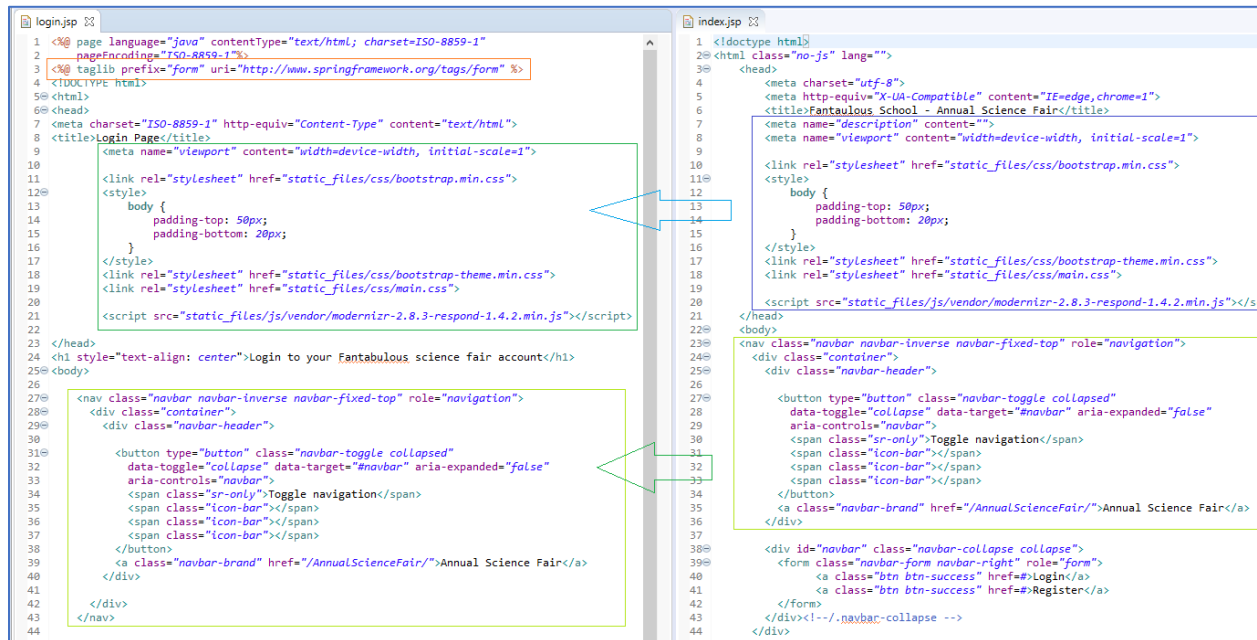 login.jsp
1 <%@ page language="java" contentType="text/html; charset=ISO-8859-1"
2 pageEncoding="ISO-8859-1"%>
3 <%@ taglib prefix="form" uri="http://www.springframework.org/tags/form" %>
4 <!DOCTYPE html>
5 <html>
6 <head>
7 <meta charset="ISO-8859-1" http-equiv="Content-Type" content="text/html">
8 <title>Login Page</title>
9 <meta name="viewport" content="width=device-width, initial-scale=1">
10
11 <link rel="stylesheet" href="static_files/css/bootstrap.min.css">
12 <style>
13 body {
14 padding-top: 50px;
15 padding-bottom: 20px;
16 }
17 </style>
18 <link rel="stylesheet" href="static_files/css/bootstrap-theme.min.css">
19 <link rel="stylesheet" href="static_files/css/main.css">
20
21 <script src="static_files/js/vendor/modernizr-2.8.3-respond-1.4.2.min.js"></script>
22
23 </head>
24 <h1 style="text-align: center">Login to your Fantabulous science fair account</h1>
25 <body>
26
27 <nav class="navbar navbar-inverse navbar-fixed-top" role="navigation">
28 <div class="container">
29 <div class="navbar-header">
30
31 <button type="button" class="navbar-toggle collapsed"
32 data-toggle="collapse" data-target="#navbar" aria-expanded="false"
33 aria-controls="navbar">
34 <span class="sr-only">Toggle navigation</span>
35 <span class="icon-bar"></span>
36 <span class="icon-bar"></span>
37 <span class="icon-bar"></span>
38 </button>
39 <a class="navbar-brand" href="/AnnualScienceFair/">Annual Science Fair</a>
40 </div>
41
42 </div>
43 </nav>
44
index.jsp
1 <!doctype html>
2 <html class="no-js" lang="">
3 <head>
4 <meta charset="utf-8">
5 <meta http-equiv="X-UA-Compatible" content="IE=edge,chrome=1">
6 <title>Fantaulous School - Annual Science Fair</title>
7 <meta name="description" content="">
8 <meta name="viewport" content="width=device-width, initial-scale=1">
9
10 <link rel="stylesheet" href="static_files/css/bootstrap.min.css">
11 <style>
12 body {
13 padding-top: 50px;
14 padding-bottom: 20px;
15 }
16 </style>
17 <link rel="stylesheet" href="static_files/css/bootstrap-theme.min.css">
18 <link rel="stylesheet" href="static_files/css/main.css">
19
20 <script src="static_files/js/vendor/modernizr-2.8.3-respond-1.4.2.min.js"></s
21 </head>
22 <body>
23 <nav class="navbar navbar-inverse navbar-fixed-top" role="navigation">
24 <div class="container">
25 <div class="navbar-header">
26
27 <button type="button" class="navbar-toggle collapsed"
28 data-toggle="collapse" data-target="#navbar" aria-expanded="false"
29 aria-controls="navbar">
30 <span class="sr-only">Toggle navigation</span>
31 <span class="icon-bar"></span>
32 <span class="icon-bar"></span>
33 <span class="icon-bar"></span>
34 </button>
35 <a class="navbar-brand" href="/AnnualScienceFair/">Annual Science Fair</a>
36 </div>
37
38 <div id="navbar" class="navbar-collapse collapse">
39 <form class="navbar-form navbar-right" role="form">
40 <a class="btn btn-success" href=#>Login</a>
41 <a class="btn btn-success" href=#>Register</a>
42 </form>
43 </div><!--/.navbar-collapse -->
44 </div>